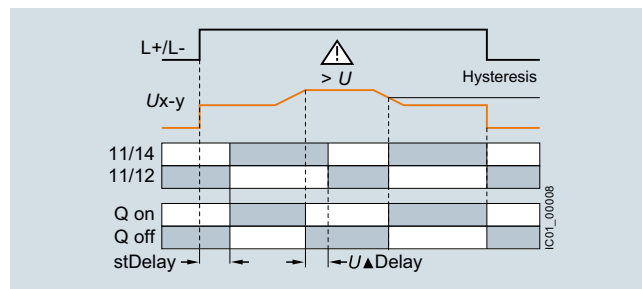 L+/L-
> U
Hysteresis
Ux-y
11/14
11/12
Q on
Q off
stDelay
U▲Delay
IC01_00008